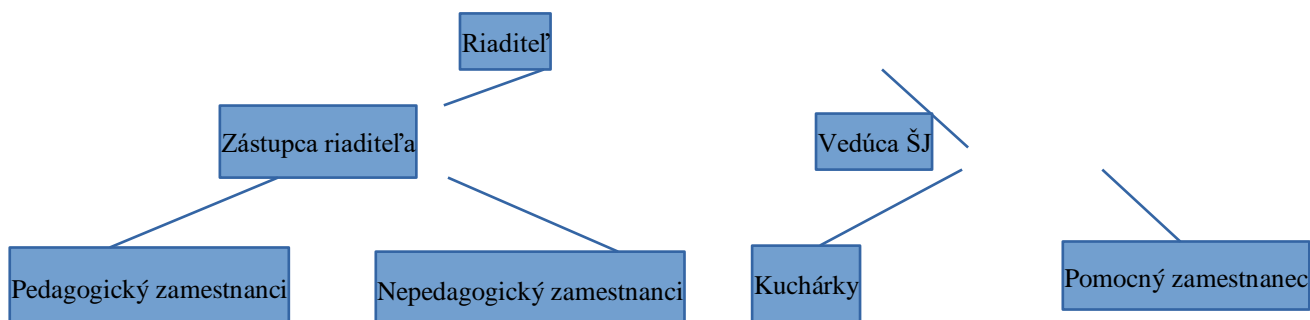 Riaditeľ
Zástupca riaditeľa
Vedúca ŠJ
Pedagogický zamestnanci
Nepedagogický zamestnanci
Kuchárky
Pomocný zamestnanec